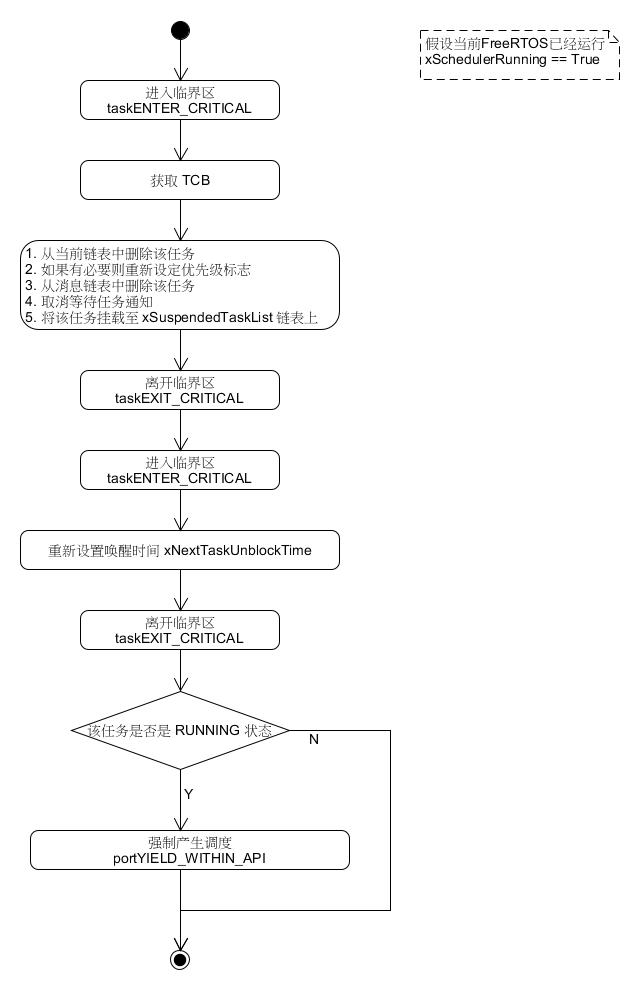 假设当前FreeRTOS已经运行
xSchedulerRunning == True
进入临界区
taskENTER_CRITICAL
获取 TCB
1. 从当前链表中删除该任务
2. 如果有必要则重新设定优先级标志
3. 从消息链表中删除该任务
4. 取消等待任务通知
5. 将该任务挂载至 xSuspendedTaskList 链表上
离开临界区
taskEXIT_CRITICAL
进入临界区
taskENTER_CRITICAL
重新设置唤醒时间 xNextTaskUnblockTime
离开临界区
taskEXIT_CRITICAL
该任务是否是 RUNNING 状态
N
Y
强制产生调度
portYIELD_WITHIN_API